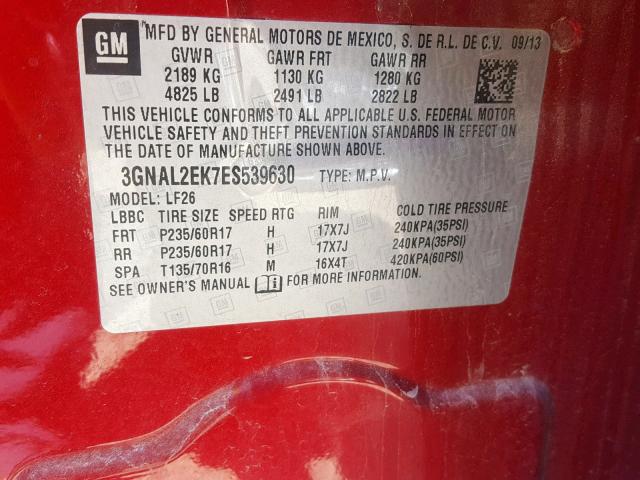 GM
MFD BY GENERAL MOTORS DE MEXICO, S. DE R.L. DE C.V. 09/13
GVWR GAWR FRT GAWR RR
2189 KG 1130 KG 1280 KG
4825 LB 2491 LB 2822 LB
THIS VEHICLE CONFORMS TO ALL APPLICABLE U.S. FEDERAL MOTOR
VEHICLE SAFETY AND THEFT PREVENTION STANDARDS IN EFFECT ON
THE DATE OF MANUFACTURE SHOWN ABOVE.
3GNAL2EK7ES539630 TYPE: M.P.V.
MODEL: LF26
LBBC TIRE SIZE SPEED RTG RIM COLD TIRE PRESSURE
FRT P235/60R17 H 17X7J 240KPA(35PSI)
RR P235/60R17 H 17X7J 240KPA(35PSI)
SPA T135/70R16 M 16X4T 420KPA(60PSI)
SEE OWNER'S MANUAL FOR MORE INFORMATION.